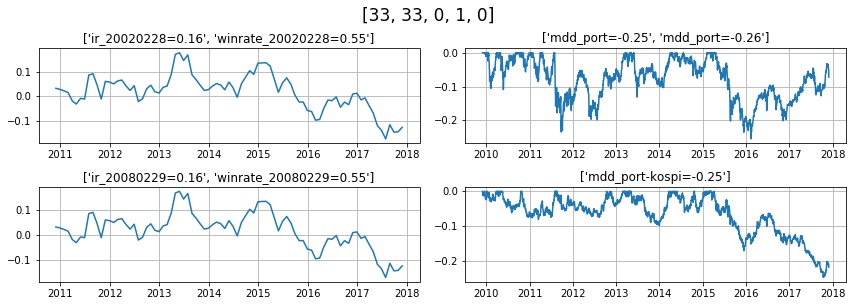 [33, 33, 0, 1, 0]
['ir_20020228=0.16', 'winrate_20020228=0.55']
0.1
0.0
−0.1
2011 2012 2013 2014 2015 2016 2017 2018
['mdd_port=-0.25', 'mdd_port=-0.26']
0.0
−0.1
−0.2
2010 2011 2012 2013 2014 2015 2016 2017 2018
['ir_20080229=0.16', 'winrate_20080229=0.55']
0.1
0.0
−0.1
2011 2012 2013 2014 2015 2016 2017 2018
['mdd_port-kospi=-0.25']
0.0
−0.1
−0.2
2010 2011 2012 2013 2014 2015 2016 2017 2018